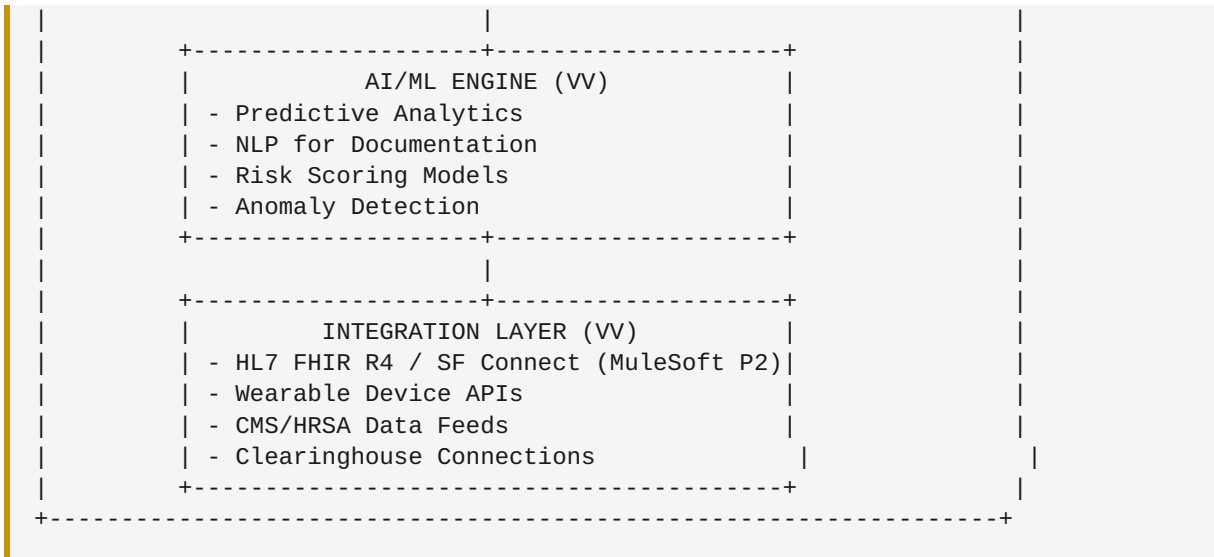 |                              |                                    |
|         +--------------------+--------------------+               |
|         |            AI/ML ENGINE (VV)            |               |
|         | - Predictive Analytics                  |               |
|         | - NLP for Documentation                 |               |
|         | - Risk Scoring Models                   |               |
|         | - Anomaly Detection                     |               |
|         +--------------------+--------------------+               |
|                              |                                    |
|         +--------------------+--------------------+               |
|         |         INTEGRATION LAYER (VV)          |               |
|         | - HL7 FHIR R4 / SF Connect (MuleSoft P2)|               |
|         | - Wearable Device APIs                  |               |
|         | - CMS/HRSA Data Feeds                   |               |
|         | - Clearinghouse Connections              |               |
|         +-----------------------------------------+               |
+------------------------------------------------------------------+